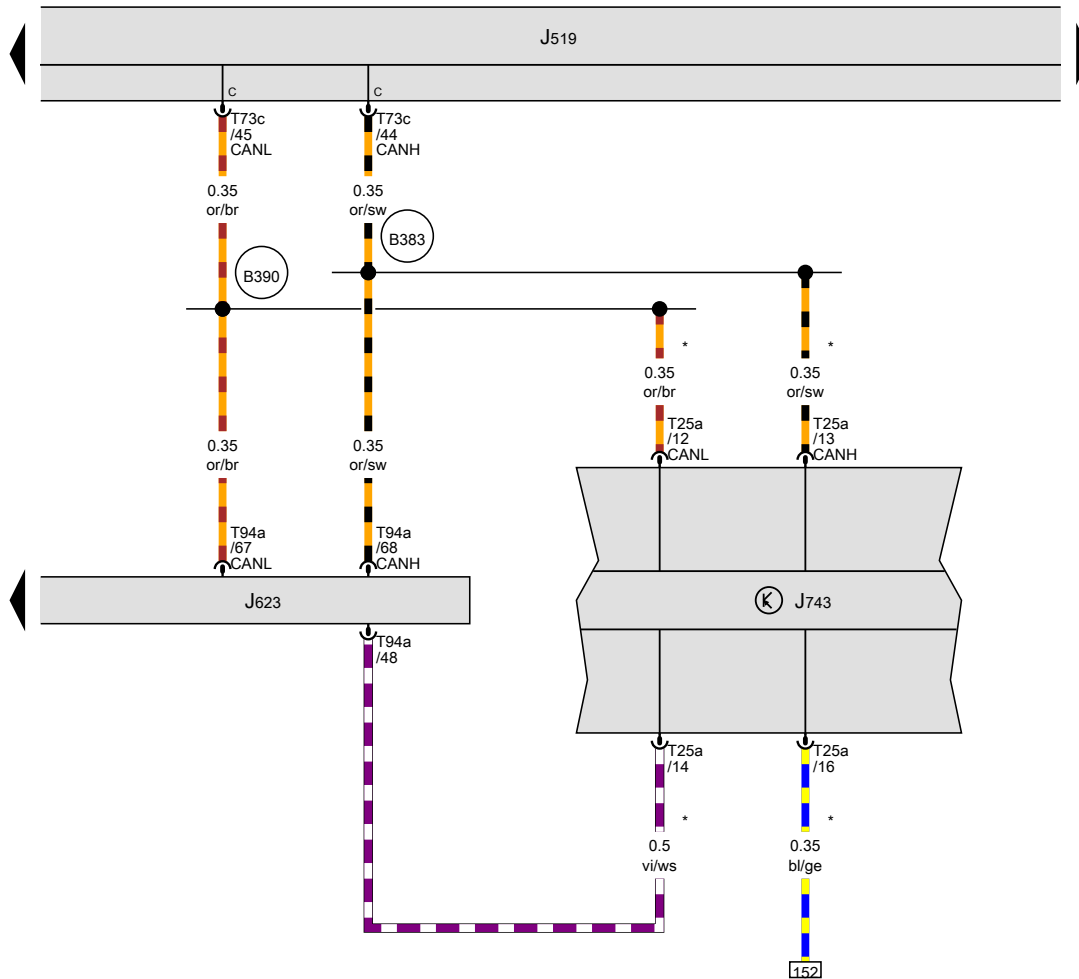 J519
C
C
T73c
/45
CANL
T73c
/44
CANH
0.35
or/br
0.35
or/sw
B383
B390
*
*
0.35
or/br
0.35
or/sw
T25a
/12
CANL
T25a
/13
CANH
0.35
or/br
0.35
or/sw
T94a
/67
CANL
T94a
/68
CANH
J623
K J743
T94a
/48
T25a
/14
T25a
/16
*
*
0.5
vi/ws
0.35
bl/ge
152